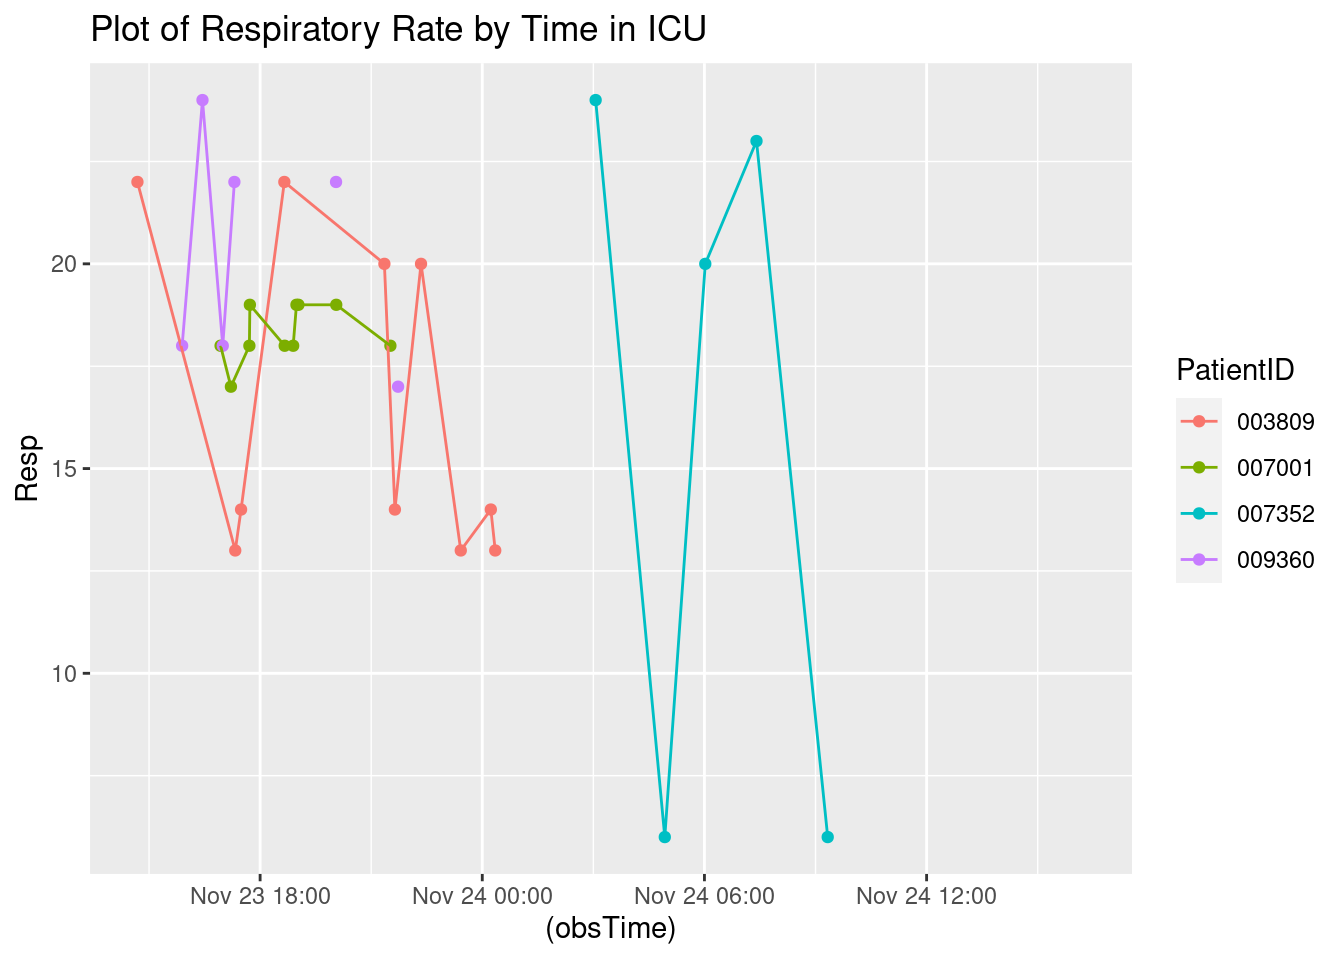 Plot of Respiratory Rate by Time in ICU
Resp
20
15
10
Nov 23 18:00
Nov 24 00:00
Nov 24 06:00
Nov 24 12:00
(obsTime)
PatientID
003809
007001
007352
009360